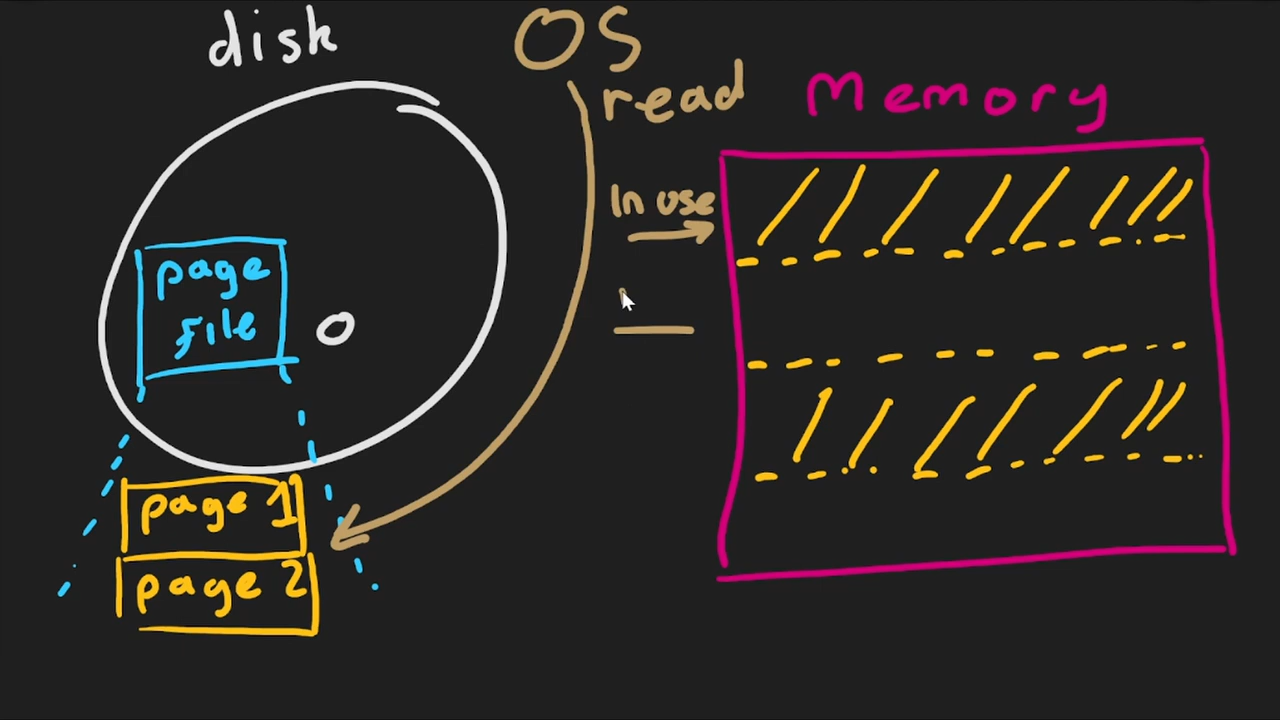 disk
OS
read
Memory
In use
page
file
page 1
page 2